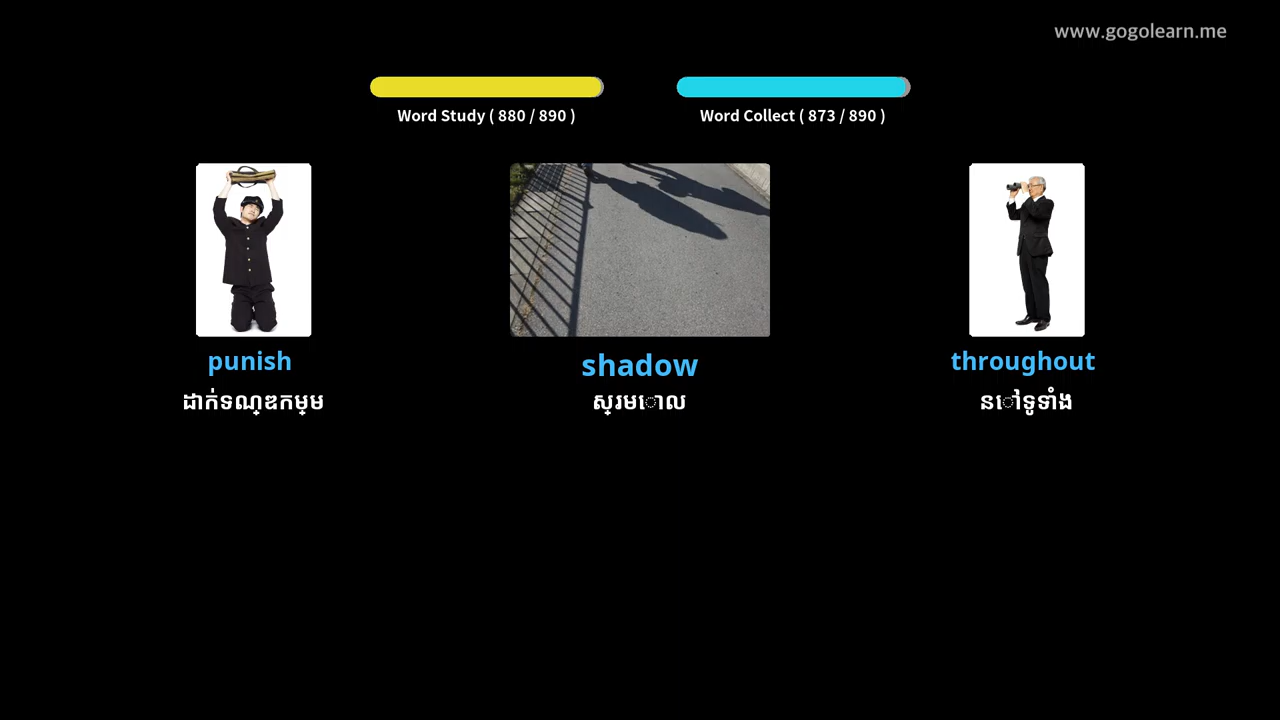 www.gogolearn.me
Word Study ( 880 / 890 )
Word Collect ( 873 / 890 )
punish
shadow
throughout
ដាក់ទណ្ឌកម្ម
ស្រមោល
នៅទូទាំង